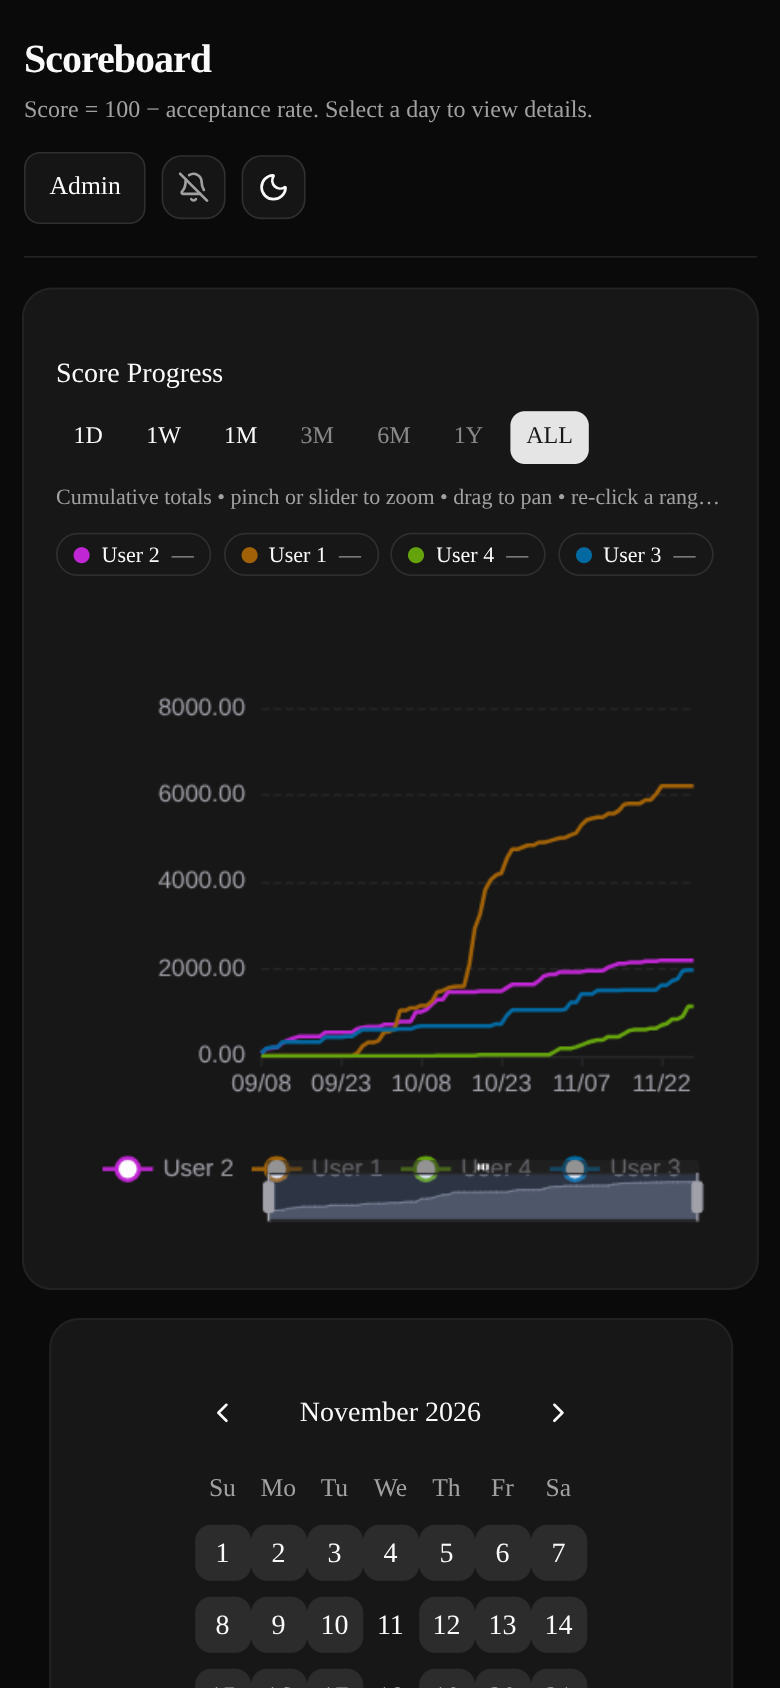 Scoreboard
Score = 100 − acceptance rate. Select a day to view details.
Admin
Score Progress
1D 1W 1M 3M 6M 1Y ALL
Cumulative totals • pinch or slider to zoom • drag to pan • re-click a rang…
User 2 — User 1 — User 4 — User 3 —
8000.00
6000.00
4000.00
2000.00
0.00
09/08 09/23 10/08 10/23 11/07 11/22
User 2 User 1 User 4 User 3
November 2026
Su Mo Tu We Th Fr Sa
1 2 3 4 5 6 7
8 9 10 11 12 13 14